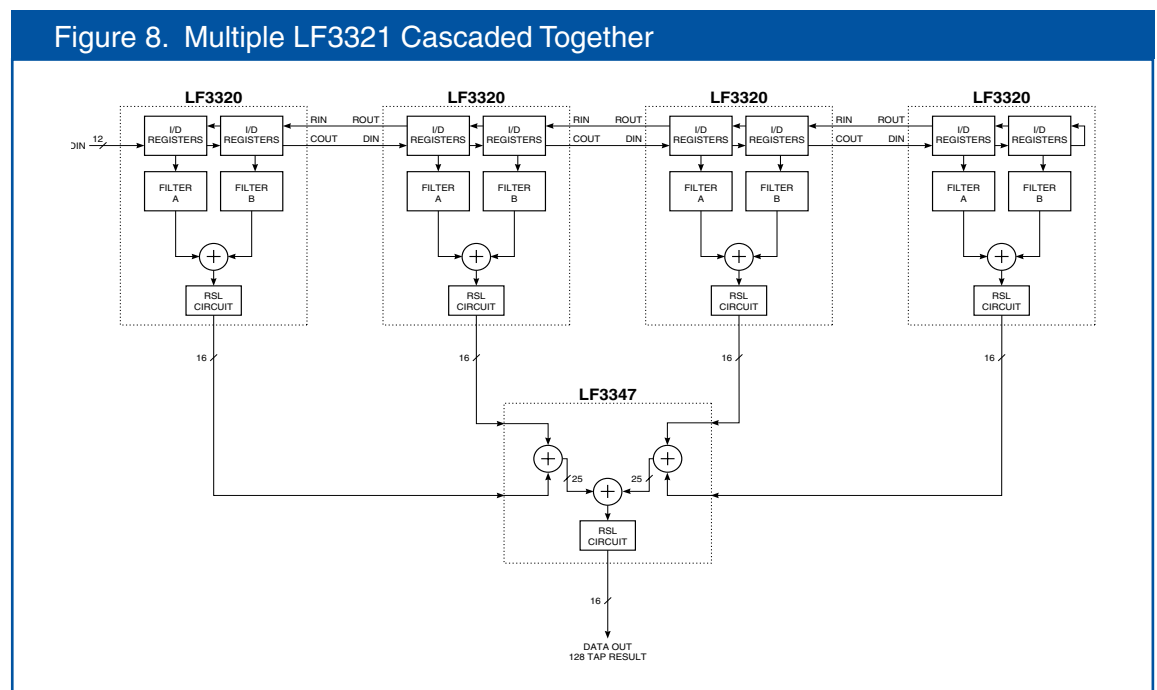 Figure 8. Multiple LF3321 Cascaded Together
LF3320
LF3320
LF3320
LF3320
DIN
12
I/D
REGISTERS
I/D
REGISTERS
RIN
ROUT
COUT
DIN
I/D
REGISTERS
I/D
REGISTERS
RIN
ROUT
COUT
DIN
I/D
REGISTERS
I/D
REGISTERS
RIN
ROUT
COUT
DIN
I/D
REGISTERS
I/D
REGISTERS
FILTER
A
FILTER
B
FILTER
A
FILTER
B
FILTER
A
FILTER
B
FILTER
A
FILTER
B
RSL
CIRCUIT
RSL
CIRCUIT
RSL
CIRCUIT
RSL
CIRCUIT
16
16
16
16
LF3347
25
25
RSL
CIRCUIT
16
DATA OUT
128 TAP RESULT